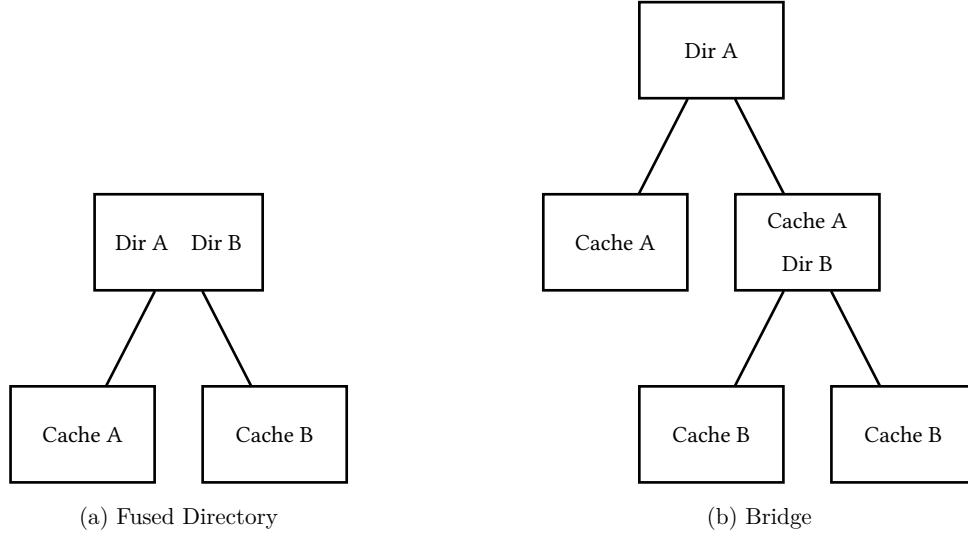 Dir A Dir B
Cache A
Cache B
(a) Fused Directory
Dir A
Cache A
Cache A
Dir B
Cache B
Cache B
(b) Bridge